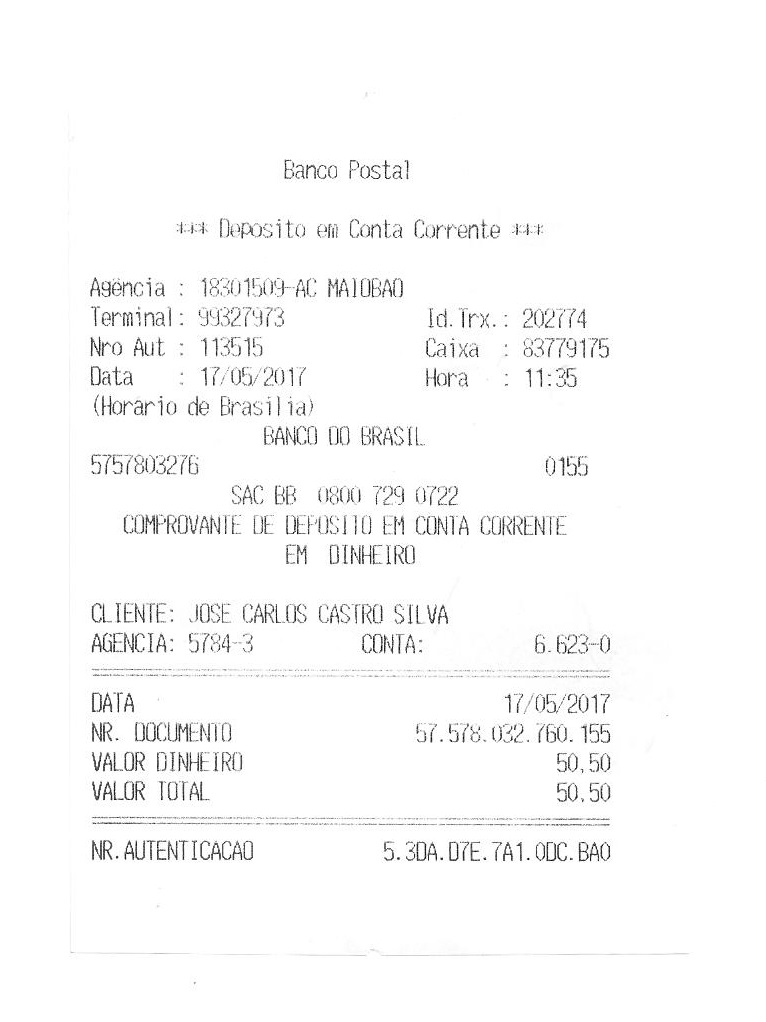 Banco Postal
*** Deposito em Conta Corrente ***
Agência : 18301509-AC MAIOBAO
Terminal: 99327973 Id.Trx.: 202774
Nro Aut : 113515 Caixa : 83779175
Data : 17/05/2017 Hora : 11:35
(Horario de Brasilia)
BANCO DO BRASIL
5757803276 0155
SAC BB 0800 729 0722
COMPROVANTE DE DEPOSITO EM CONTA CORRENTE
EM DINHEIRO
CLIENTE: JOSE CARLOS CASTRO SILVA
AGENCIA: 5784-3 CONTA: 6.623-0
DATA 17/05/2017
NR. DOCUMENTO 57.578.032.760.155
VALOR DINHEIRO 50,50
VALOR TOTAL 50,50
NR.AUTENTICACAO 5.3DA.D7E.7A1.0DC.BA0